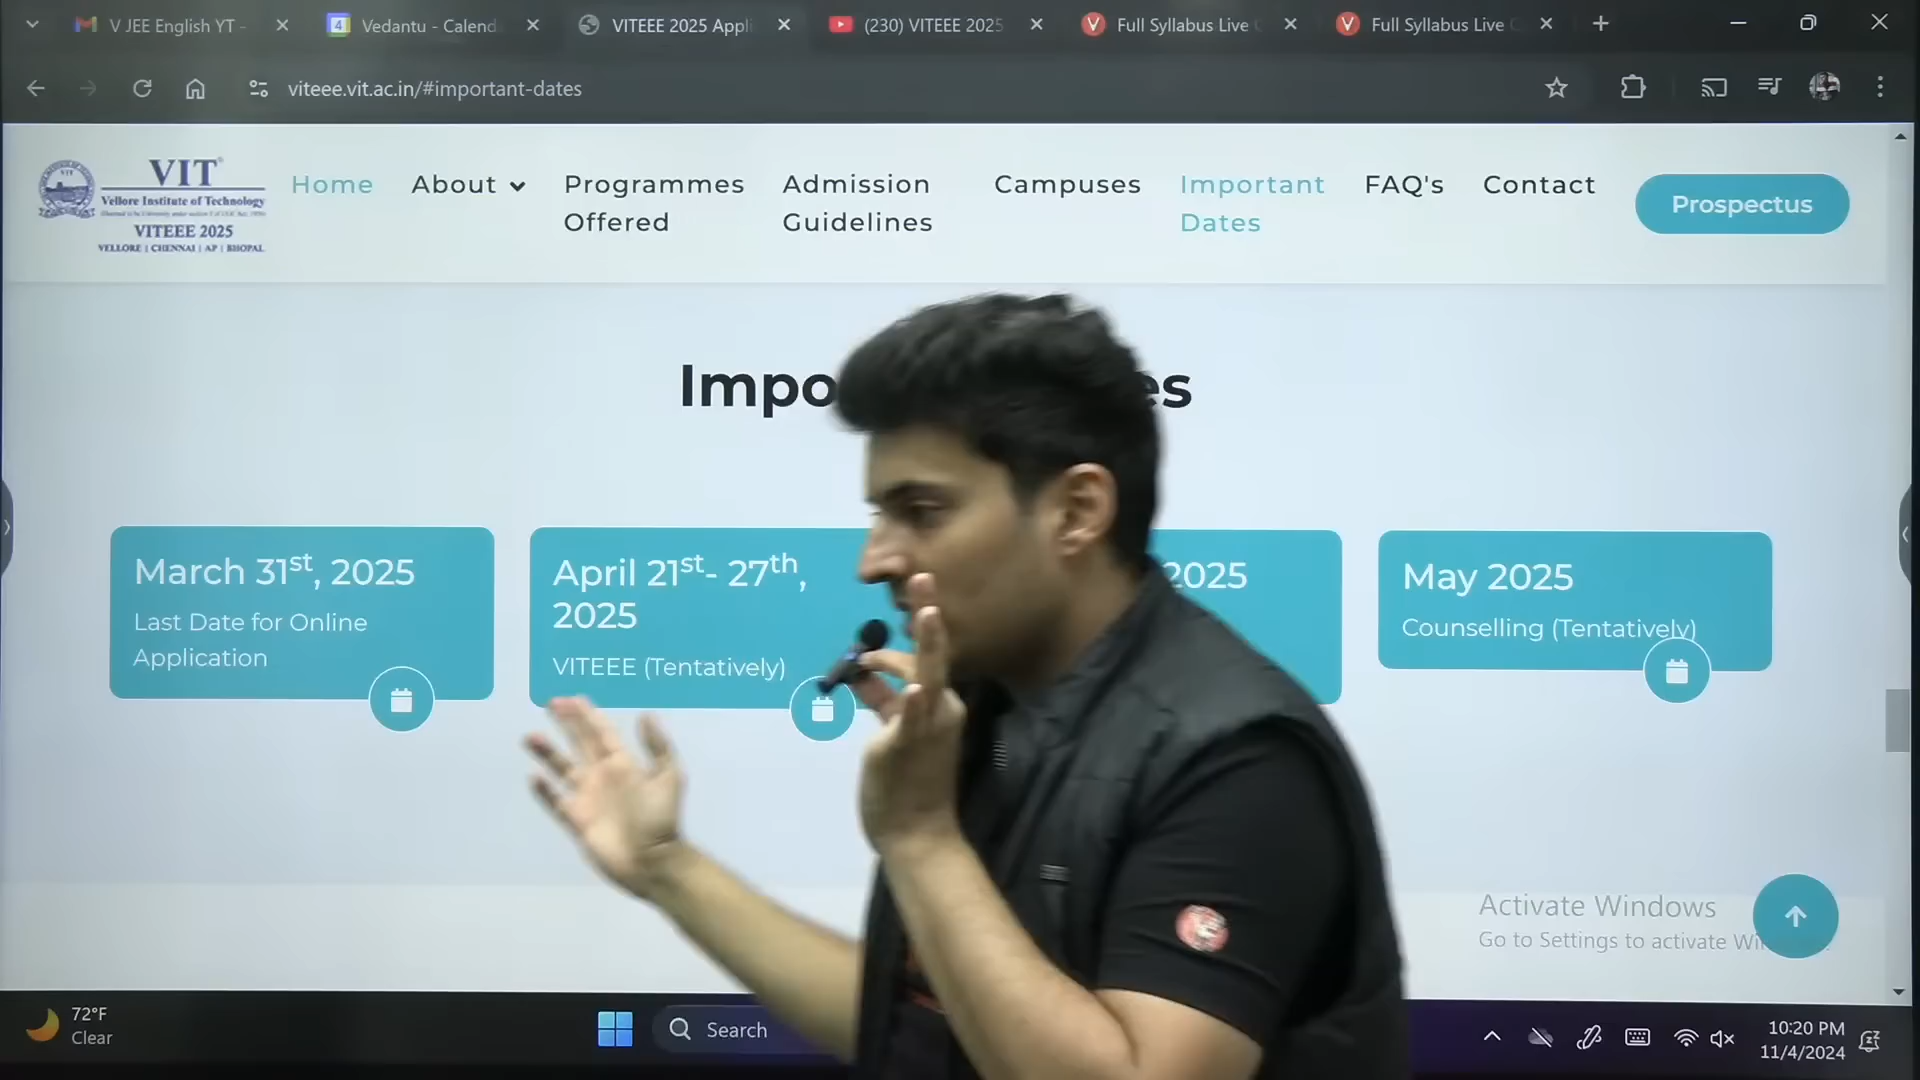 V JEE English YT -
Vedantu - Calend
VITEEE 2025 Appli
(230) VITEEE 2025
Full Syllabus Live
Full Syllabus Live
viteee.vit.ac.in/#important-dates
VIT
Vellore Institute of Technology
VITEEE 2025
VELLORE | CHENNAI | AP | BHOPAL
Home
About
Programmes
Offered
Admission
Guidelines
Campuses
Important
Dates
FAQ's
Contact
Prospectus
Impo
es
March 31st, 2025
Last Date for Online
Application
April 21st- 27th,
2025
VITEEE (Tentatively)
2025
May 2025
Counselling (Tentatively)
Activate Windows
Go to Settings to activate Wi
72°F
Clear
Search
10:20 PM
11/4/2024